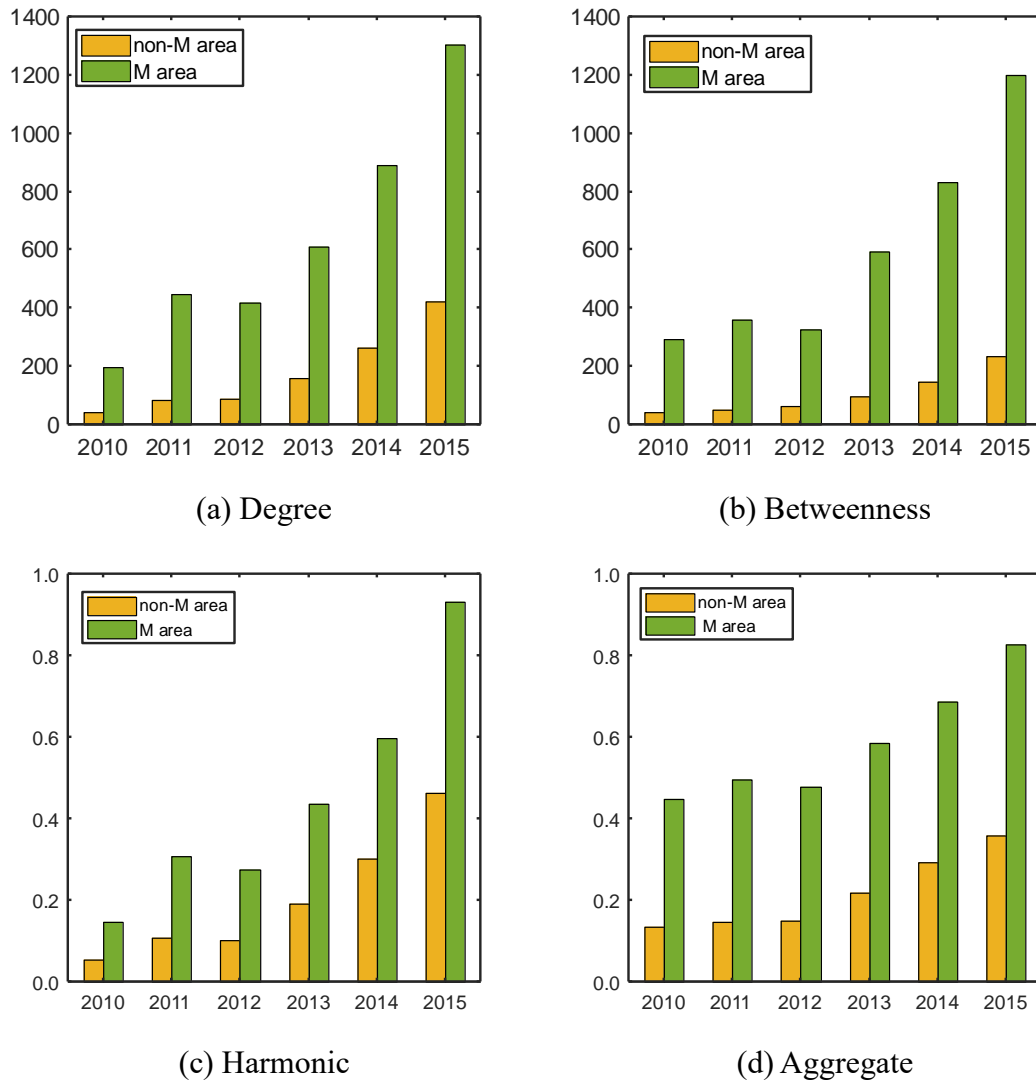 1400
1200
1000
800
600
400
200
0
non-M area
M area
2010 2011 2012 2013 2014 2015
(a) Degree
1400
1200
1000
800
600
400
200
0
non-M area
M area
2010 2011 2012 2013 2014 2015
(b) Betweenness
1.0
0.8
0.6
0.4
0.2
0.0
non-M area
M area
2010 2011 2012 2013 2014 2015
(c) Harmonic
1.0
0.8
0.6
0.4
0.2
0.0
non-M area
M area
2010 2011 2012 2013 2014 2015
(d) Aggregate